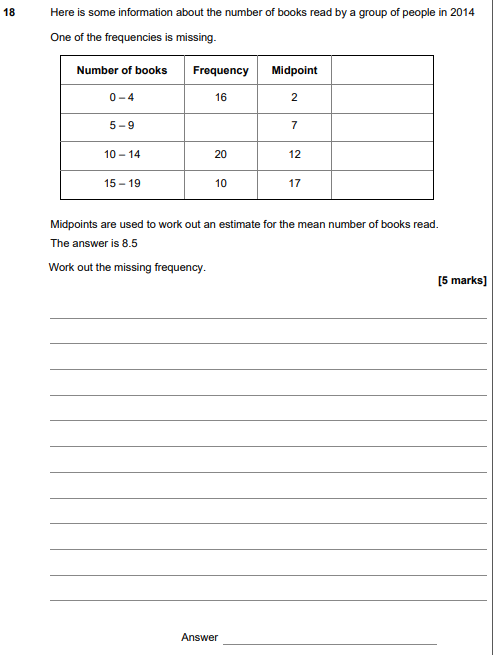 18 Here is some information about the number of books read by a group of people in 2014
One of the frequencies is missing.
Number of books Frequency Midpoint
0 – 4 16 2
5 – 9 7
10 – 14 20 12
15 – 19 10 17
Midpoints are used to work out an estimate for the mean number of books read.
The answer is 8.5
Work out the missing frequency.
[5 marks]
Answer